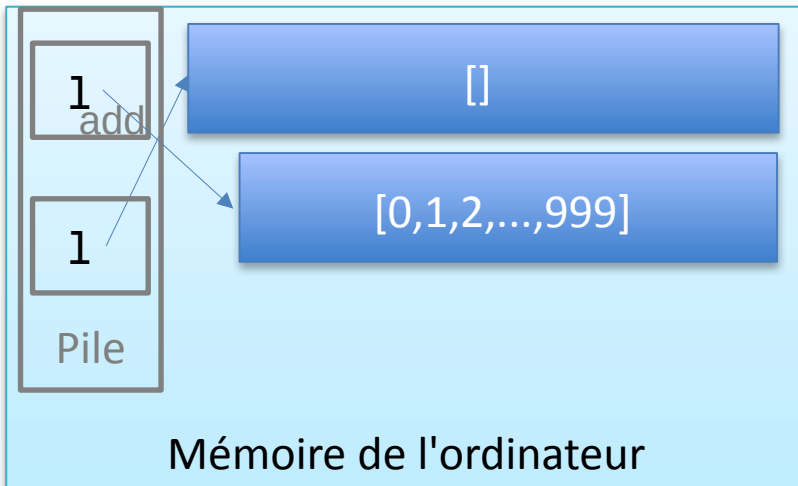 l
add
[]
[0,1,2,...,999]
l
Pile
Mémoire de l'ordinateur